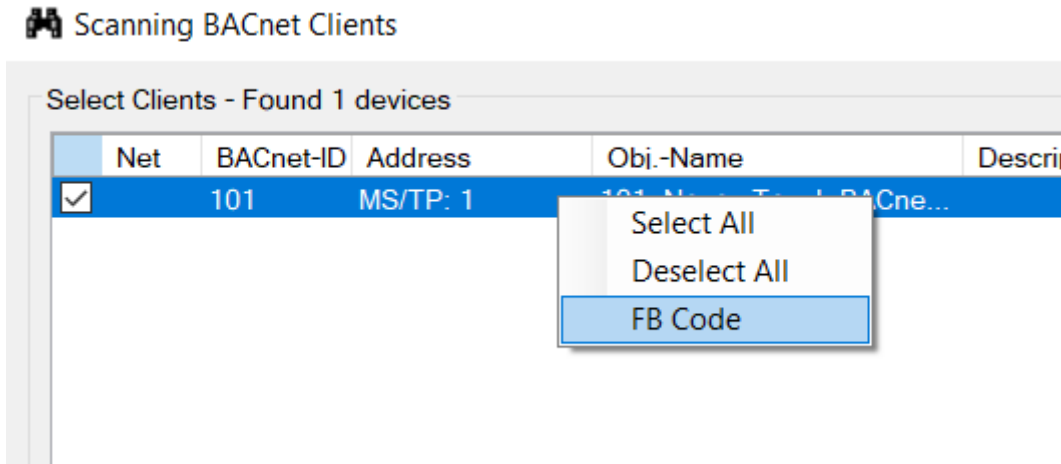 Scanning BACnet Clients
Select Clients - Found 1 devices
Net BACnet-ID Address Obj.-Name
101 MS/TP: 1
Select All
Deselect All
FB Code